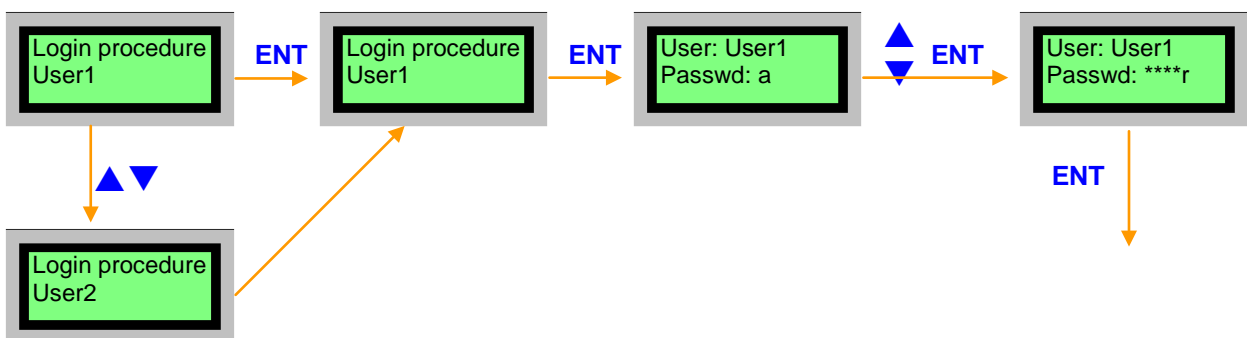 Login procedure
User1
ENT
Login procedure
User1
ENT
User: User1
Passwd: a
ENT
User: User1
Passwd: ****r
ENT
Login procedure
User2